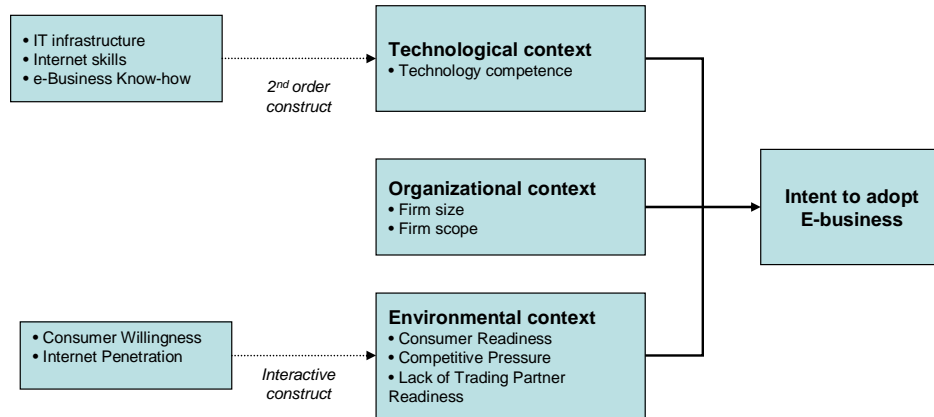 • IT infrastructure
• Internet skills
• e-Business Know-how
2nd order
construct
Technological context
• Technology competence
Organizational context
• Firm size
• Firm scope
Intent to adopt
E-business
• Consumer Willingness
• Internet Penetration
Interactive
construct
Environmental context
• Consumer Readiness
• Competitive Pressure
• Lack of Trading Partner
Readiness